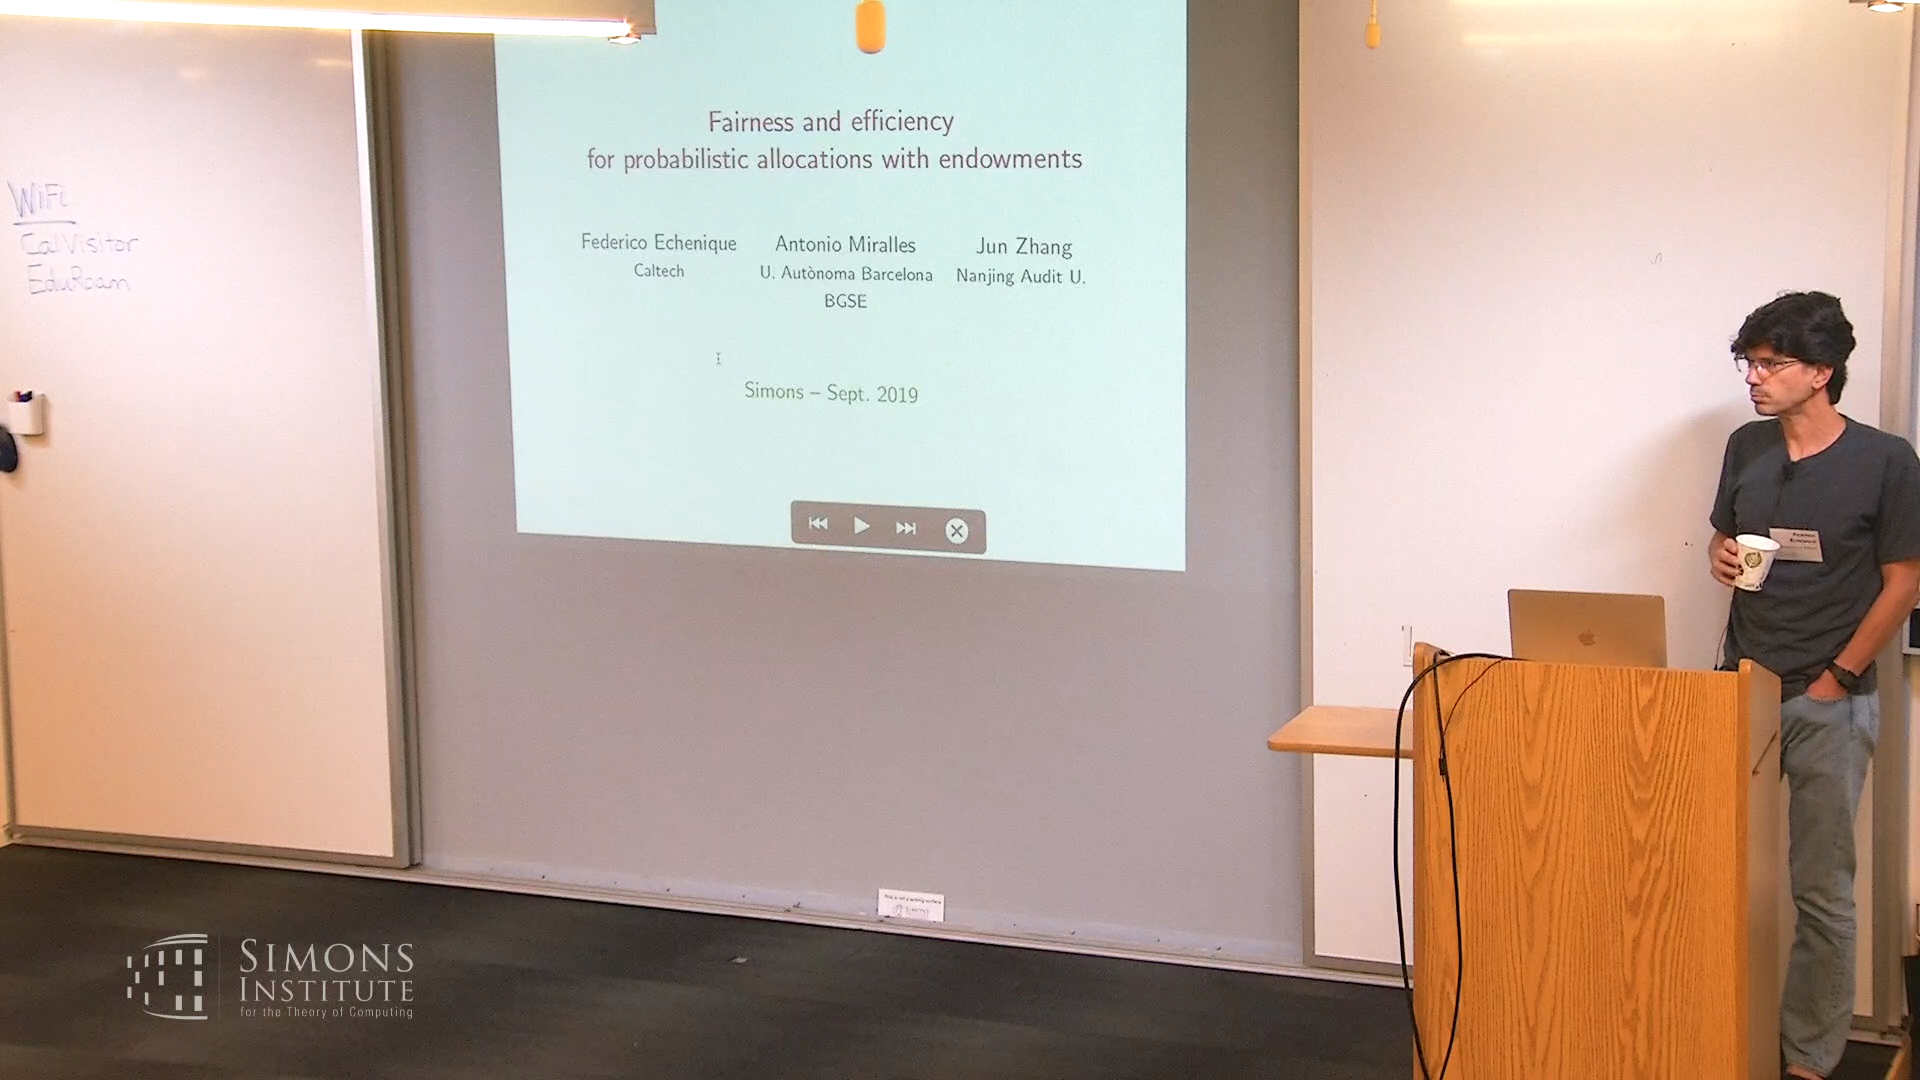 WiFi
CalVisitor
EduRoam
Fairness and efficiency
for probabilistic allocations with endowments
Federico Echenique
Caltech
Antonio Miralles
U. Autònoma Barcelona
BGSE
Jun Zhang
Nanjing Audit U.
Simons – Sept. 2019
SIMONS
SIMONS
INSTITUTE
for the Theory of Computing